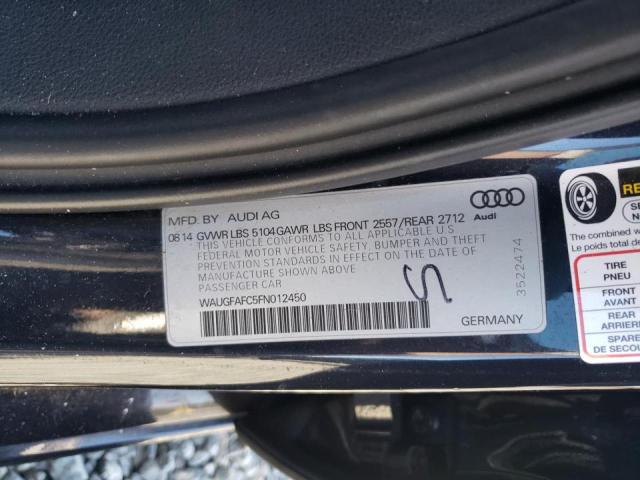 MFD. BY AUDI AG
08 14 GVWR LBS 5104 GAWR LBS FRONT 2557/REAR 2712
THIS VEHICLE CONFORMS TO ALL APPLICABLE U.S
FEDERAL MOTOR VEHICLE SAFETY, BUMPER AND THEFT
PREVENTION STANDARDS IN EFFECT ON THE DATE OF
MANUFACTURE SHOWN ABOVE
PASSENGER CAR
WAUGFAFC5FN012450
GERMANY
Audi
3522474
The combined w
Le poids total de
TIRE
PNEU
FRONT
AVANT
REAR
ARRIERE
SPARE
DE SECOU